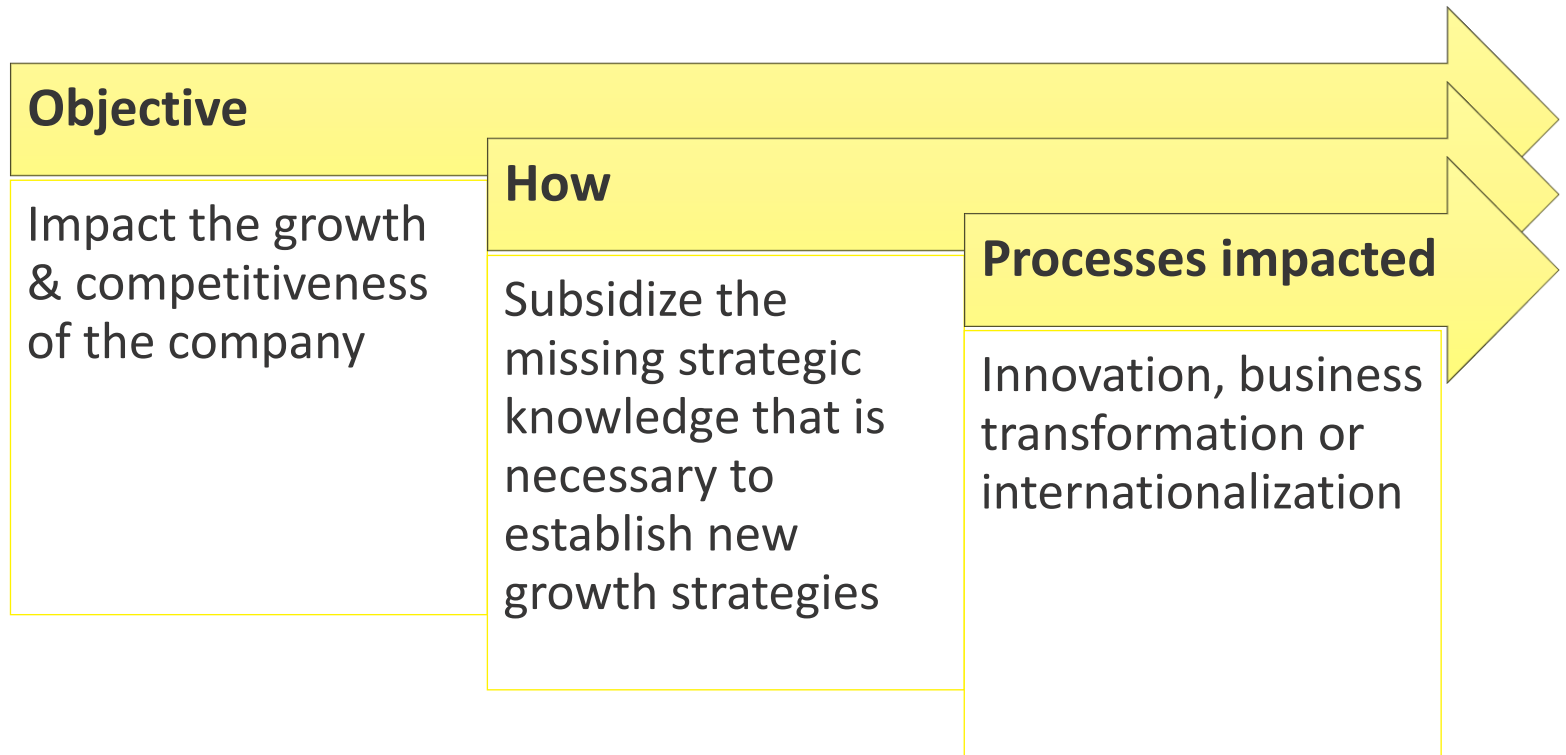 Objective
Impact the growth
& competitiveness
of the company
How
Subsidize the
missing strategic
knowledge that is
necessary to
establish new
growth strategies
Processes impacted
Innovation, business
transformation or
internationalization